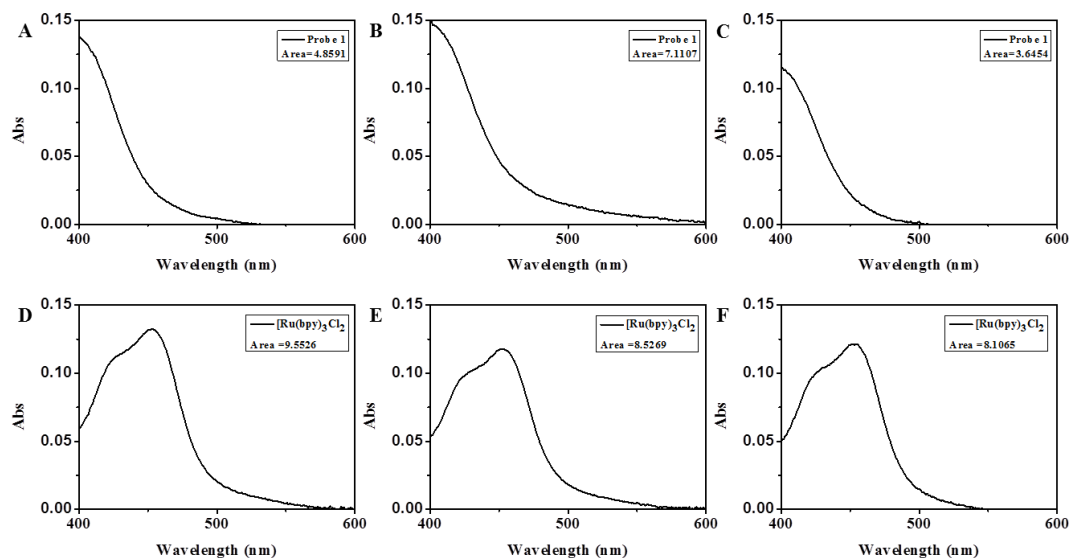 A
0.15
0.10
0.05
0.00
Abs
400
500
600
Wavelength (nm)
Probe 1
Area=4.8591
B
0.15
0.10
0.05
0.00
Abs
400
500
600
Wavelength (nm)
Probe 1
Area=7.1107
C
0.15
0.10
0.05
0.00
Abs
400
500
600
Wavelength (nm)
Probe 1
Area=3.6454
D
0.15
0.10
0.05
0.00
Abs
400
500
600
Wavelength (nm)
[Ru(bpy)3Cl2
Area =9.5526
E
0.15
0.10
0.05
0.00
Abs
400
500
600
Wavelength (nm)
[Ru(bpy)3Cl2
Area =8.5269
F
0.15
0.10
0.05
0.00
Abs
400
500
600
Wavelength (nm)
[Ru(bpy)3Cl2
Area =8.1065